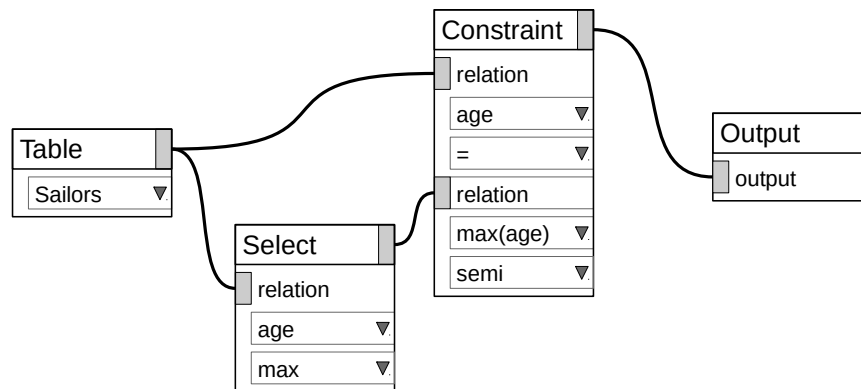 Table
Sailors
Select
relation
age
max
Constraint
relation
age
=
relation
max(age)
semi
Output
output